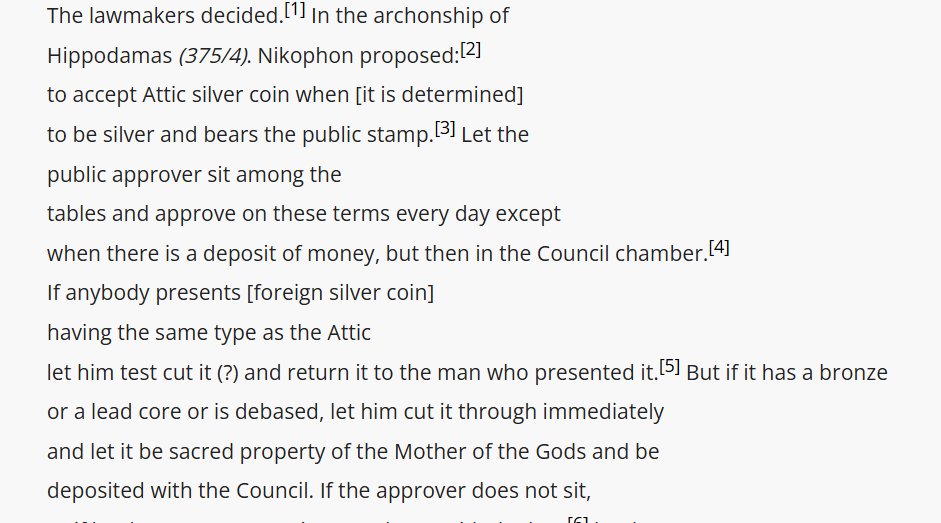 The lawmakers decided.[1] In the archonship of
Hippodamas (375/4). Nikophon proposed:[2]
to accept Attic silver coin when [it is determined]
to be silver and bears the public stamp.[3] Let the
public approver sit among the
tables and approve on these terms every day except
when there is a deposit of money, but then in the Council chamber.[4]
If anybody presents [foreign silver coin]
having the same type as the Attic
let him test cut it (?) and return it to the man who presented it.[5] But if it has a bronze
or a lead core or is debased, let him cut it through immediately
and let it be sacred property of the Mother of the Gods and be
deposited with the Council. If the approver does not sit,
[6]